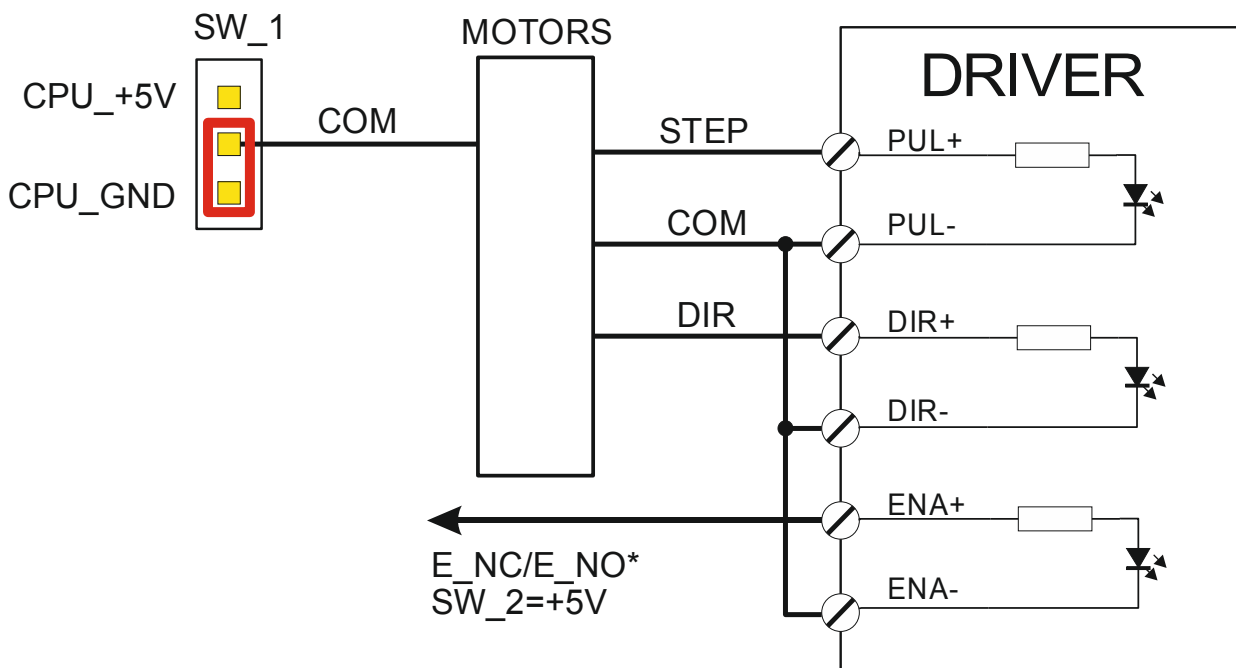 SW_1
MOTORS
DRIVER
CPU_+5V
COM
STEP
PUL+
CPU_GND
COM
PUL-
DIR
DIR+
DIR-
ENA+
E_NC/E_NO*
SW_2=+5V
ENA-